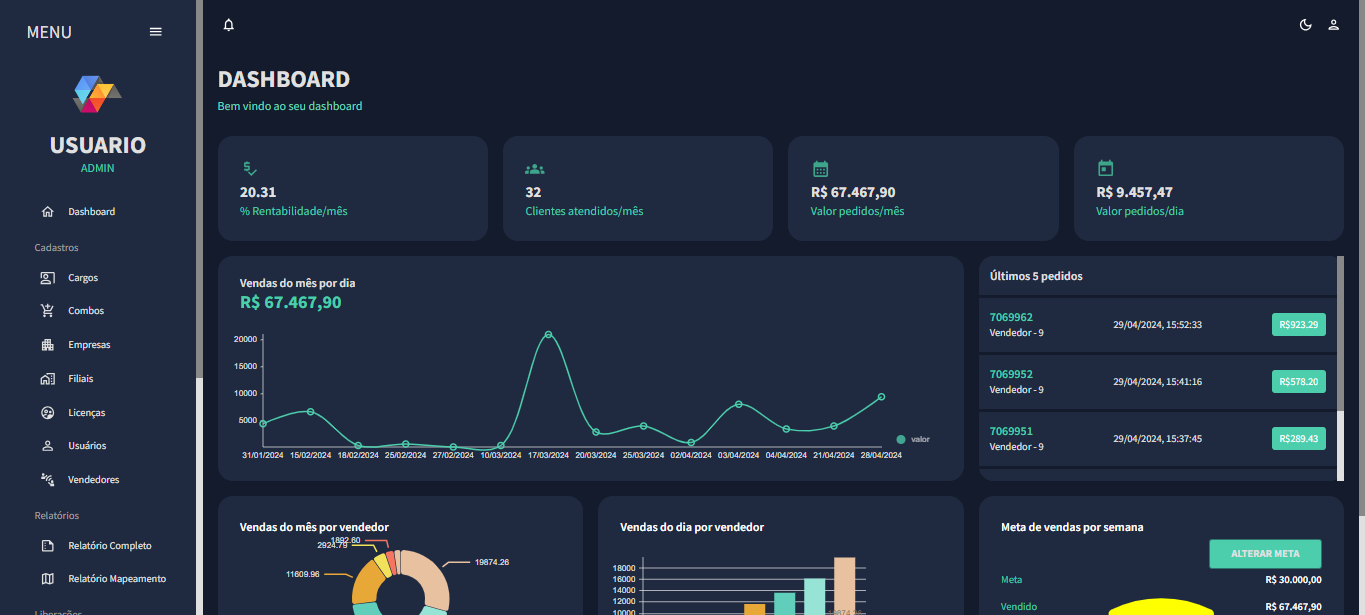 MENU
USUARIO
ADMIN
Dashboard
Cadastros
Cargos
Combos
Empresas
Filiais
Licenças
Usuários
Vendedores
Relatórios
Relatório Completo
Relatório Mapeamento
Liberações
DASHBOARD
Bem vindo ao seu dashboard
20.31
% Rentabilidade/mês
32
Clientes atendidos/mês
R$ 67.467,90
Valor pedidos/mês
R$ 9.457,47
Valor pedidos/dia
Vendas do mês por dia
R$ 67.467,90
20000
15000
10000
5000
31/01/2024 15/02/2024 18/02/2024 25/02/2024 27/02/2024 10/03/2024 17/03/2024 20/03/2024 25/03/2024 02/04/2024 03/04/2024 04/04/2024 21/04/2024 28/04/2024
valor
Últimos 5 pedidos
7069962
Vendedor - 9
29/04/2024, 15:52:33
R$923.29
7069952
Vendedor - 9
29/04/2024, 15:41:16
R$578.20
7069951
Vendedor - 9
29/04/2024, 15:37:45
R$289.43
Vendas do mês por vendedor
1892.60
2924.79
11609.96
19874.26
Vendas do dia por vendedor
18000
16000
14000
12000
10000
19874.26
Meta de vendas por semana
ALTERAR META
Meta R$ 30.000,00
Vendido R$ 67.467,90